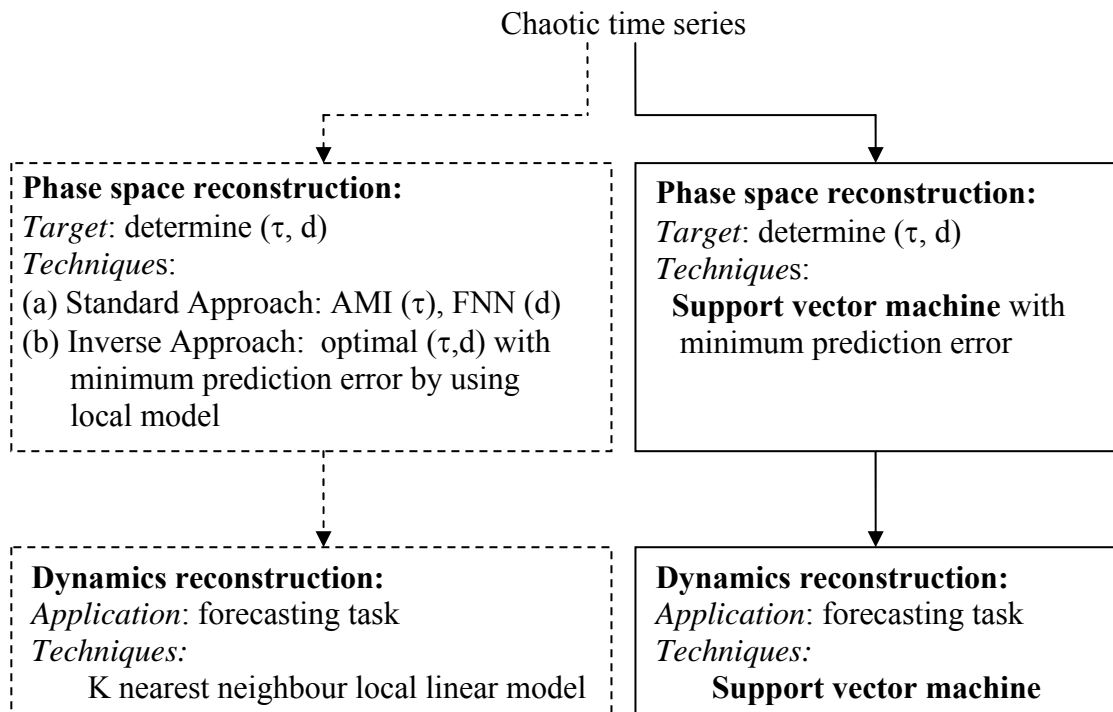 Chaotic time series
Phase space reconstruction:
Target: determine (τ, d)
Techniques:
(a) Standard Approach: AMI (τ), FNN (d)
(b) Inverse Approach: optimal (τ,d) with
minimum prediction error by using
local model
Phase space reconstruction:
Target: determine (τ, d)
Techniques:
Support vector machine with
minimum prediction error
Dynamics reconstruction:
Application: forecasting task
Techniques:
K nearest neighbour local linear model
Dynamics reconstruction:
Application: forecasting task
Techniques:
Support vector machine